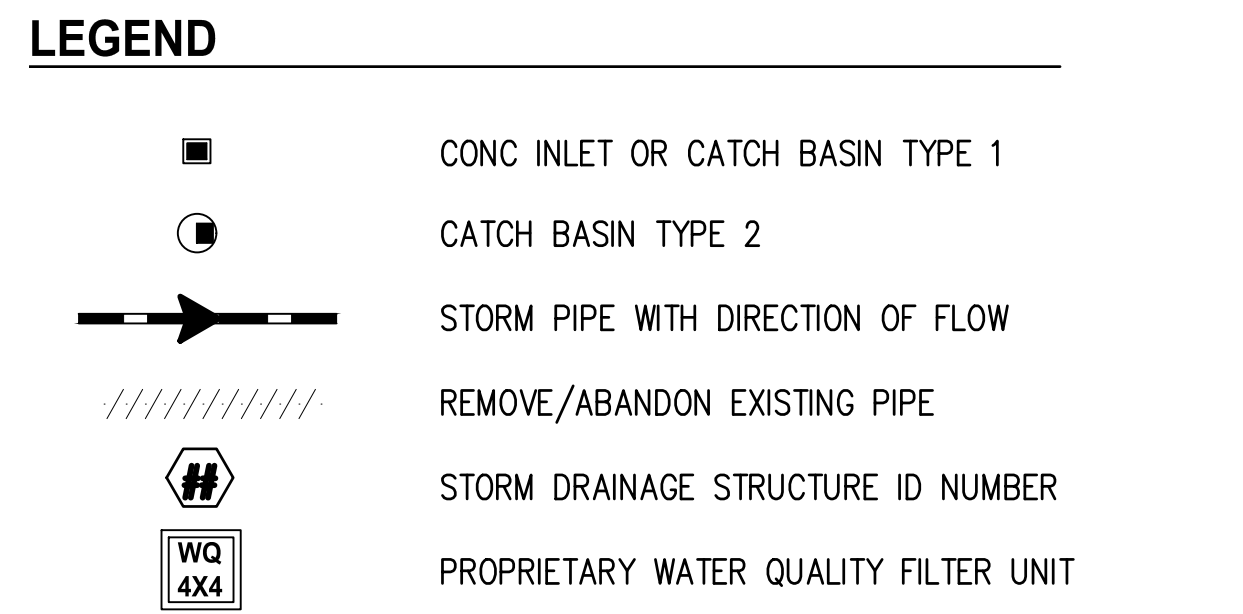 LEGEND
CONC INLET OR CATCH BASIN TYPE 1
CATCH BASIN TYPE 2
STORM PIPE WITH DIRECTION OF FLOW
REMOVE/ABANDON EXISTING PIPE
## STORM DRAINAGE STRUCTURE ID NUMBER
WQ
4X4
PROPRIETARY WATER QUALITY FILTER UNIT